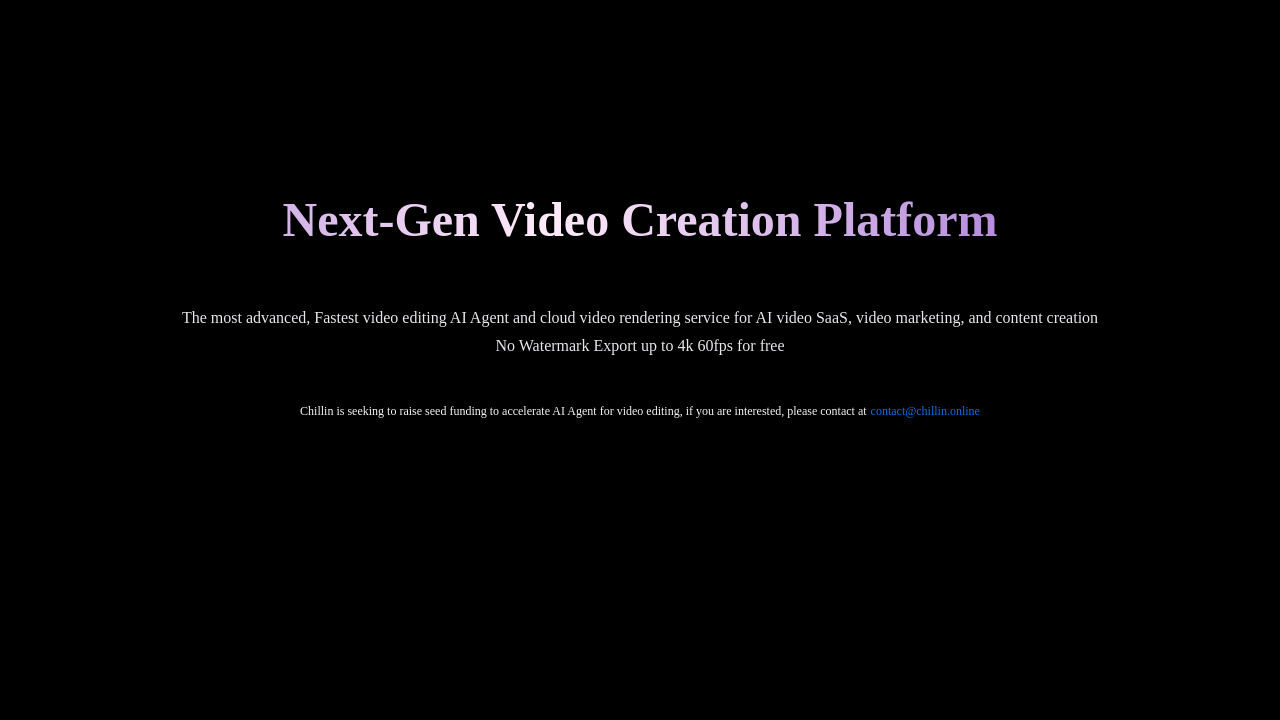 Next-Gen Video Creation Platform
The most advanced, Fastest video editing AI Agent and cloud video rendering service for AI video SaaS, video marketing, and content creation
No Watermark Export up to 4k 60fps for free
Chillin is seeking to raise seed funding to accelerate AI Agent for video editing, if you are interested, please contact at contact@chillin.online